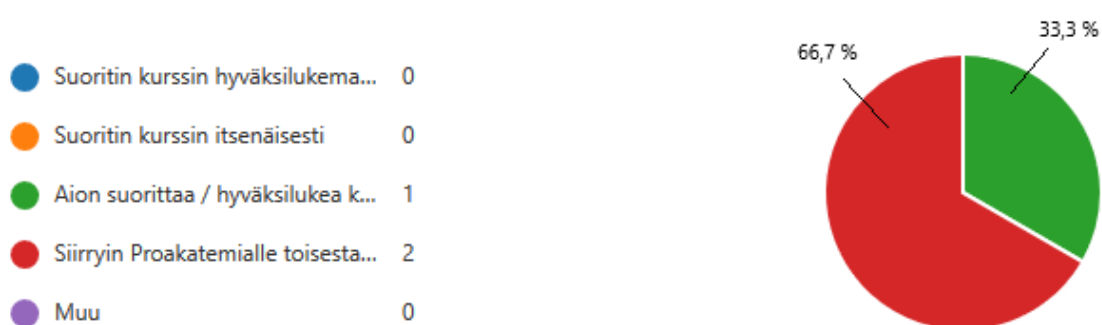 33,3 %
66,7 %
Suoritin kurssin hyväksilukema... 0
Suoritin kurssin itsenäisesti 0
Aion suorittaa / hyväksilukea k... 1
Siirryin Proakatemialle toisesta... 2
Muu 0